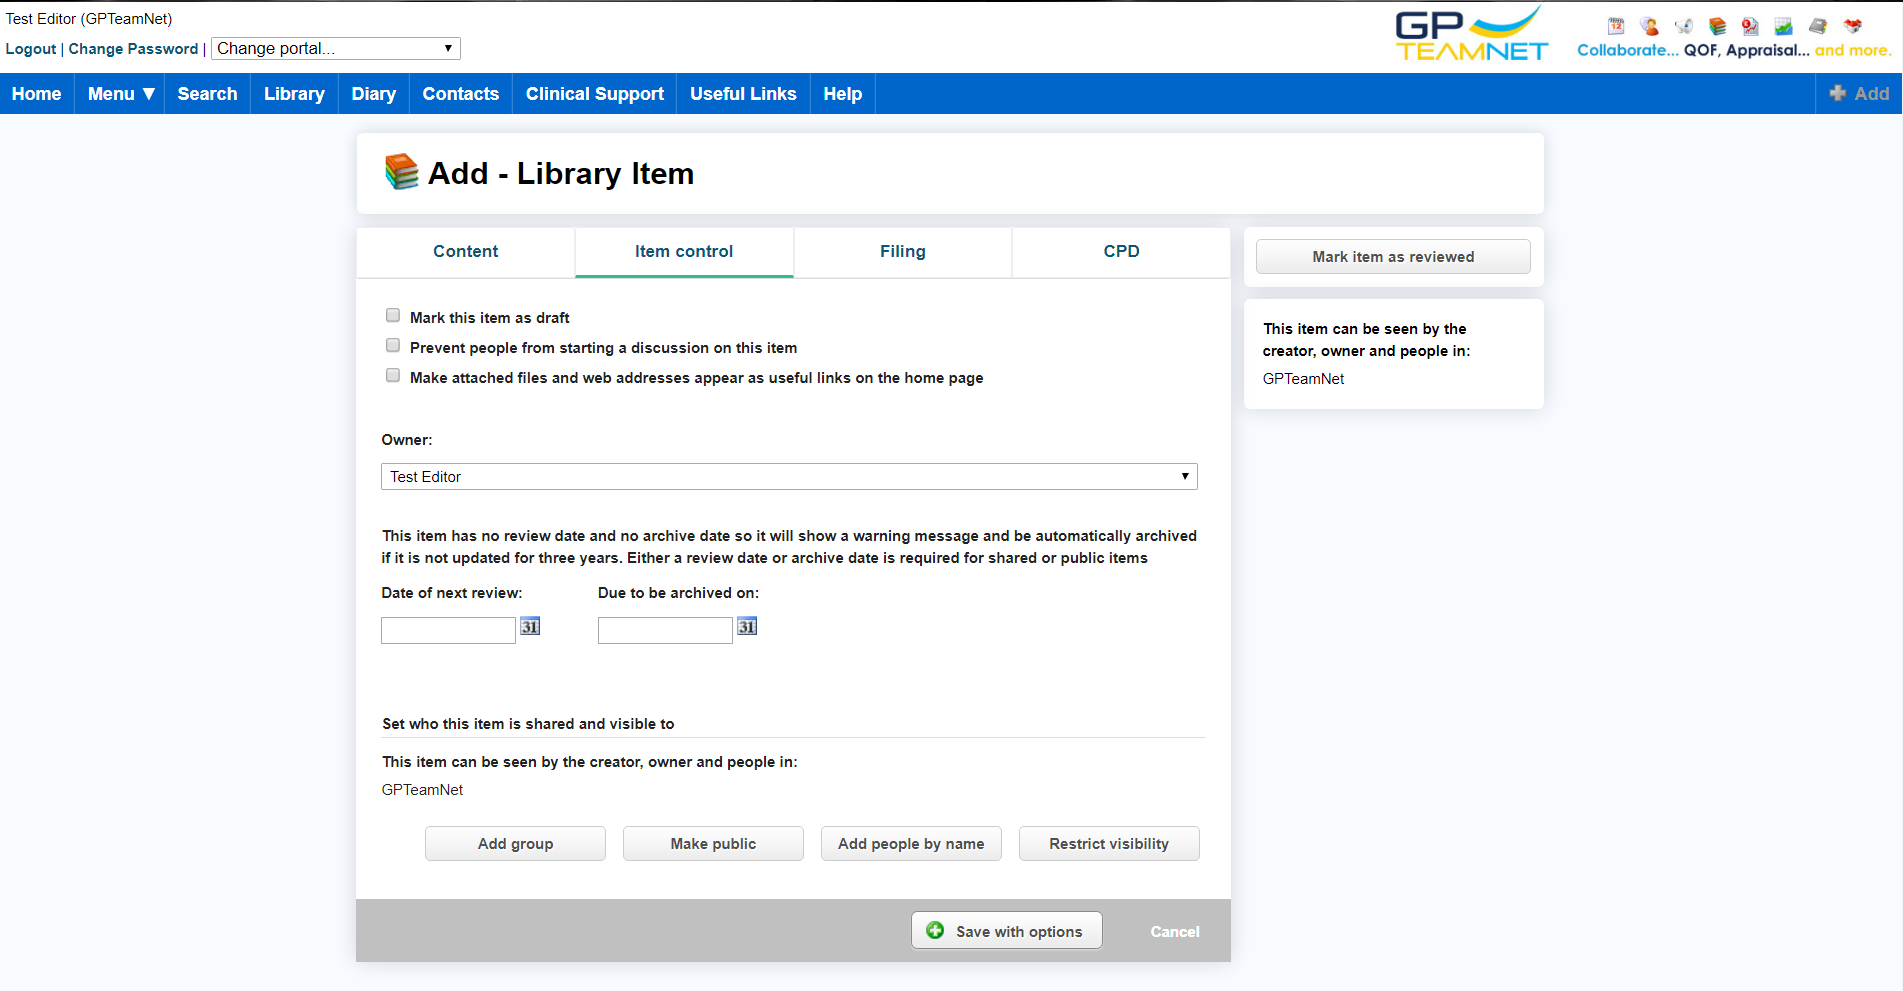 Test Editor (GPTeamNet)
Logout | Change Password | Change portal...
GP
TEAMNET
12
Collaborate... QOF, Appraisal... and more.
Home Menu ▼ Search Library Diary Contacts Clinical Support Useful Links Help Add
Add - Library Item
Content Item control Filing CPD
Mark item as reviewed
Mark this item as draft
Prevent people from starting a discussion on this item
Make attached files and web addresses appear as useful links on the home page
This item can be seen by the
creator, owner and people in:
GPTeamNet
Owner:
Test Editor
This item has no review date and no archive date so it will show a warning message and be automatically archived
if it is not updated for three years. Either a review date or archive date is required for shared or public items
Date of next review: Due to be archived on:
31 31
Set who this item is shared and visible to
This item can be seen by the creator, owner and people in:
GPTeamNet
Add group Make public Add people by name Restrict visibility
Save with options Cancel